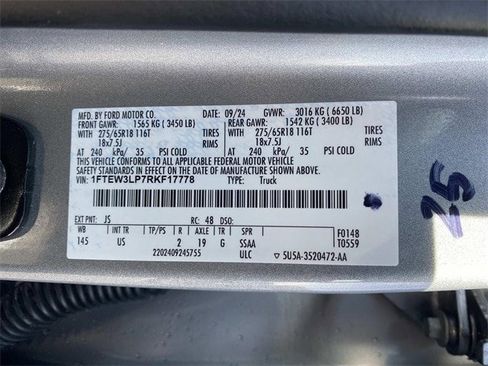 MFD. BY FORD MOTOR CO. DATE: 09/24 GVWR: 3016 KG ( 6650 LB)
FRONT GAWR: 1565 KG ( 3450 LB) REAR GAWR: 1542 KG ( 3400 LB)
WITH 275/65R18 116T TIRES WITH 275/65R18 116T TIRES
18x7.5J RIMS 18x7.5J RIMS
AT 240 kPa/ 35 PSI COLD AT 240 kPa/ 35 PSI COLD
THIS VEHICLE CONFORMS TO ALL APPLICABLE FEDERAL MOTOR VEHICLE
SAFETY STANDARDS IN EFFECT ON THE DATE OF MANUFACTURE SHOWN ABOVE.
VIN: 1FTEW3LP7RKF17778 TYPE: Truck
EXT PNT: JS RC: 48 DSO: F0148
WB INT TR TP/PS R AXLE TR SPR T0559
145 US 2 19 G SSAA
2202409245755 ULC 5U5A-3520472-AA